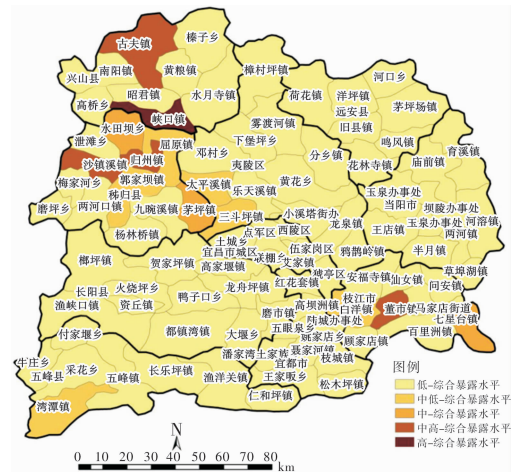 古夫镇
榛子乡
兴山县
南阳镇
黄粮镇
樟村坪镇
河口乡
昭君镇
水月寺镇
荷花镇
洋坪镇
高桥乡
峡口镇
远安县
茅坪场镇
旧县镇
水田坝乡
雾渡河镇
泄滩乡
屈原镇
下堡坪乡
鸣凤镇
邓村乡
分乡镇
育溪镇
沙镇溪镇
归州镇
夷陵区
花林寺镇
庙前镇
梅家河乡
郭家坝镇
太平溪镇
黄花乡
秭归县
乐天溪镇
玉泉办事处
磨坪乡
两河口镇
九畹溪镇
茅坪镇
当阳市
三斗坪镇
小溪塔街办
坝陵办事处
杨林桥镇
点军区
西陵区
龙泉镇
王店镇
玉泉办事处
河溶镇
土城乡
两河镇
宜昌市城区
伍家岗区
鸦鹊岭镇
半月镇
榔坪镇
贺家坪镇
高家堰镇
联棚乡
艾家镇
猇亭区
安福寺镇
仙女镇
草埠湖镇
长阳县
火烧坪乡
龙舟坪镇
红花套镇
问安镇
枝江市
渔峡口镇
资丘镇
鸭子口乡
高坝洲镇
白洋镇
董市镇
马家店街道
磨市镇
陆城办事处
七星台镇
付家堰乡
都镇湾镇
大堰乡
五眼泉乡
姚家店乡
顾家店镇
百里洲镇
牛庄乡
潘家湾土家族
聂家河镇
枝城镇
五峰县
采花乡
五峰镇
长乐坪镇
渔洋关镇
宜都市
王家畈乡
松木坪镇
湾潭镇
仁和坪镇
图例
低-综合暴露水平
中低-综合暴露水平
中-综合暴露水平
中高-综合暴露水平
高-综合暴露水平
N
0 10 20 30 40 50 60 70 80
km